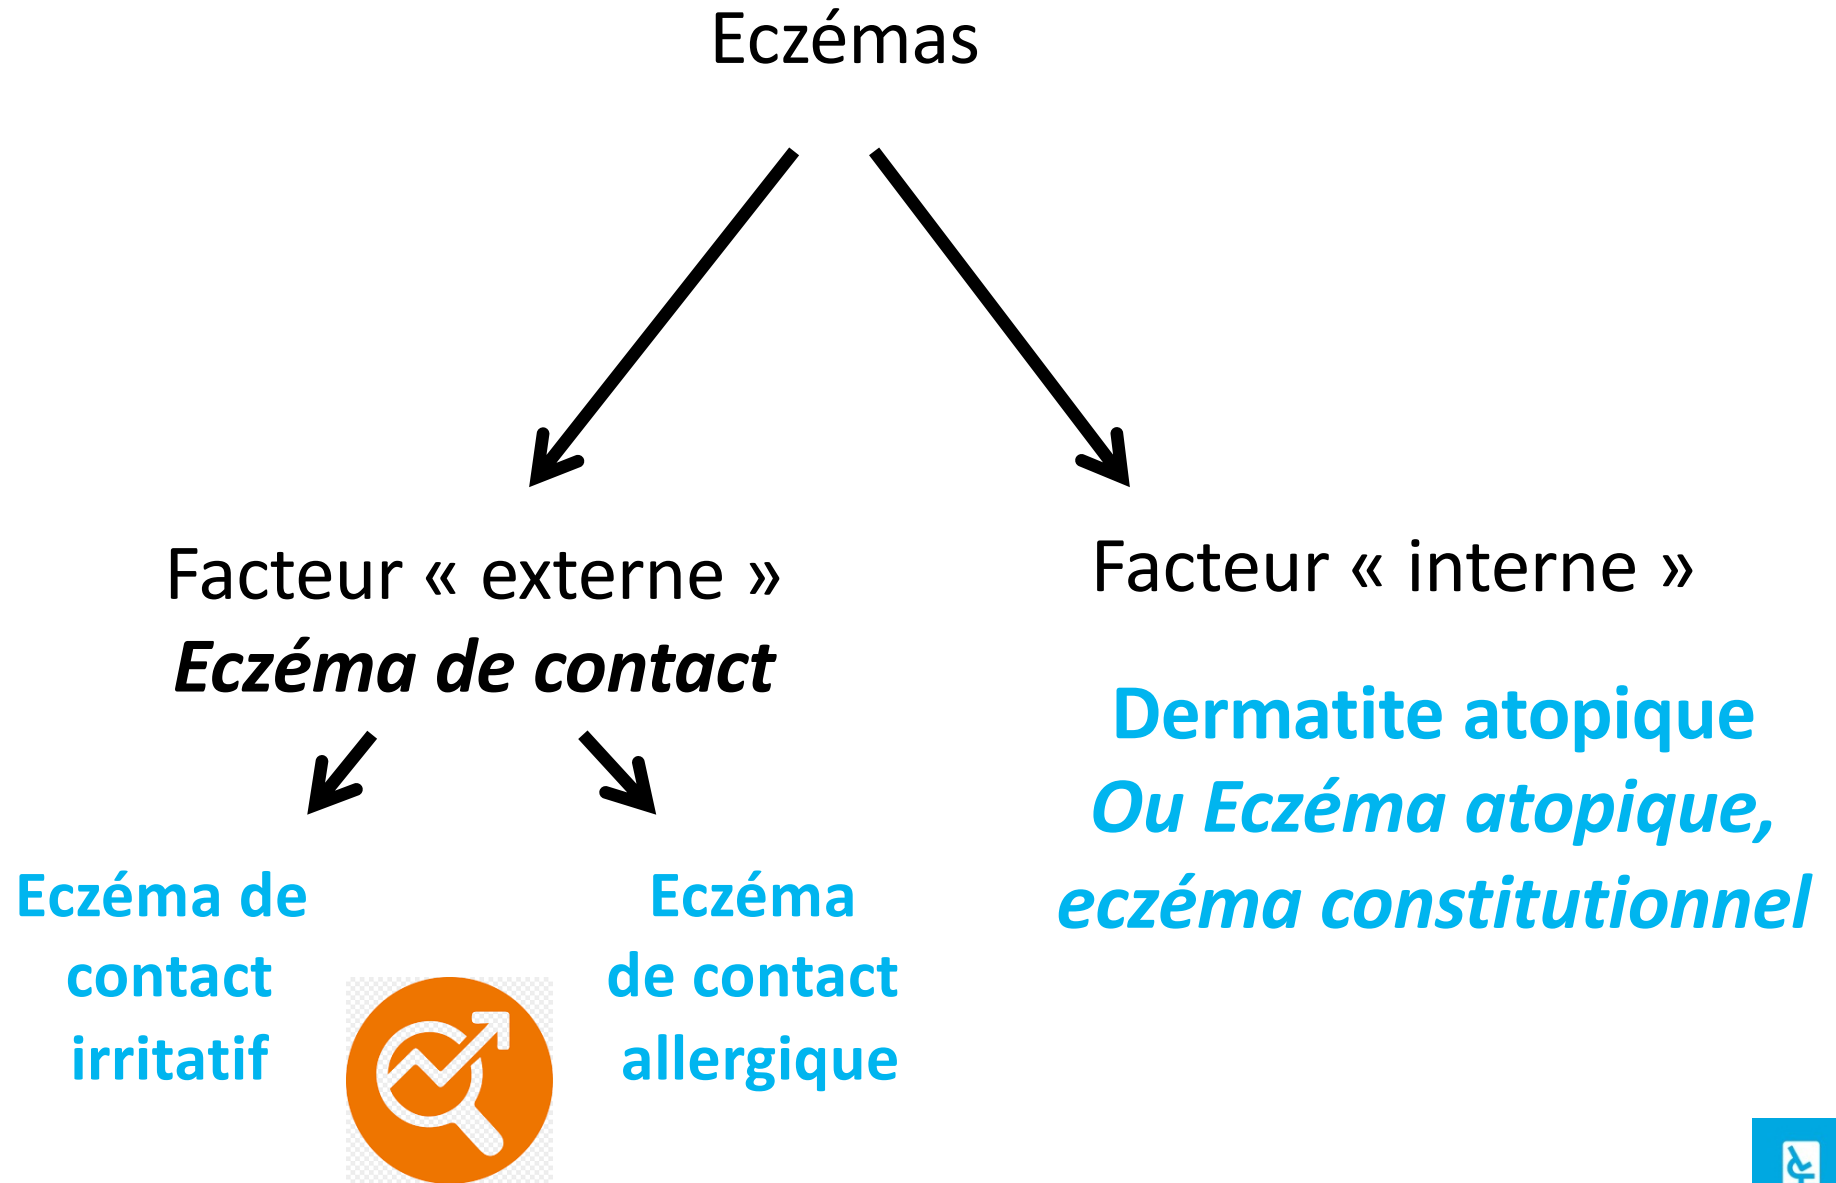 Eczémas
Facteur « externe »
Eczéma de contact
Eczéma de
contact
irritatif
Eczéma
de contact
allergique
Facteur « interne »
Dermatite atopique
Ou Eczéma atopique,
eczéma constitutionnel